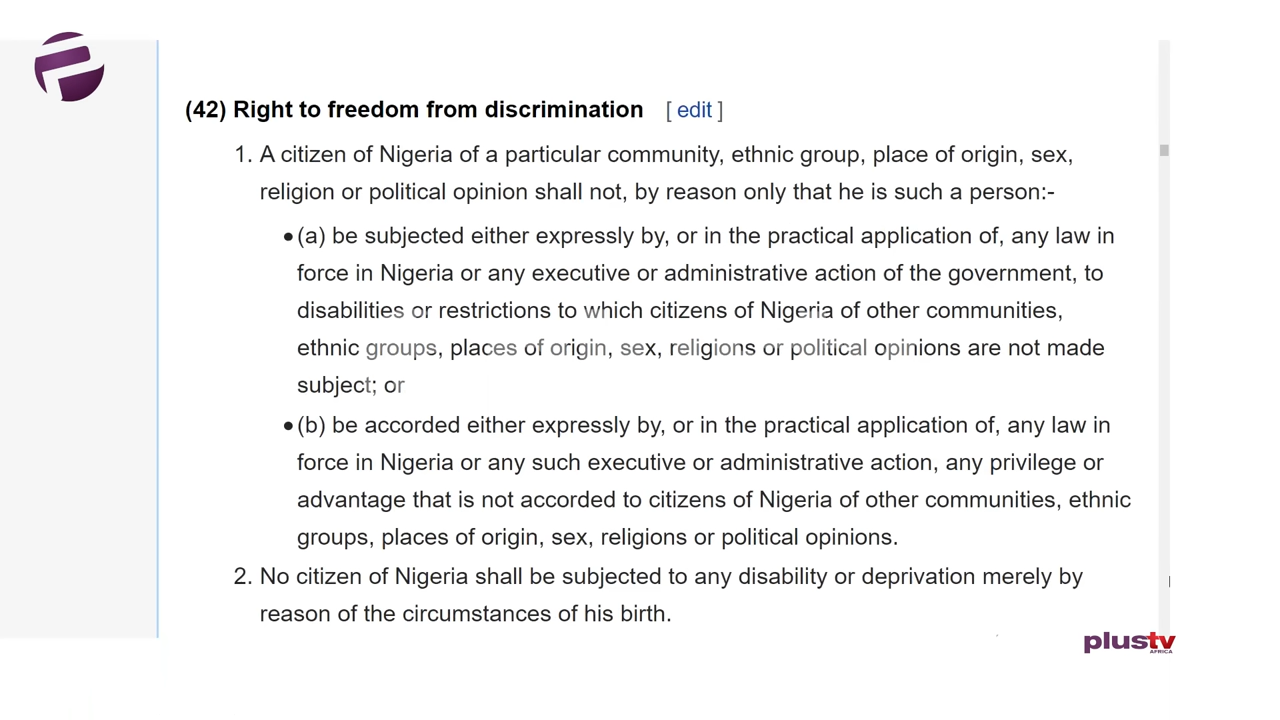 (42) Right to freedom from discrimination [ edit ]
1. A citizen of Nigeria of a particular community, ethnic group, place of origin, sex,
religion or political opinion shall not, by reason only that he is such a person:-
•(a) be subjected either expressly by, or in the practical application of, any law in
force in Nigeria or any executive or administrative action of the government, to
disabilities or restrictions to which citizens of Nigeria of other communities,
ethnic groups, places of origin, sex, religions or political opinions are not made
subject; or
•(b) be accorded either expressly by, or in the practical application of, any law in
force in Nigeria or any such executive or administrative action, any privilege or
advantage that is not accorded to citizens of Nigeria of other communities, ethnic
groups, places of origin, sex, religions or political opinions.
2. No citizen of Nigeria shall be subjected to any disability or deprivation merely by
reason of the circumstances of his birth.
plustv
AFRICA